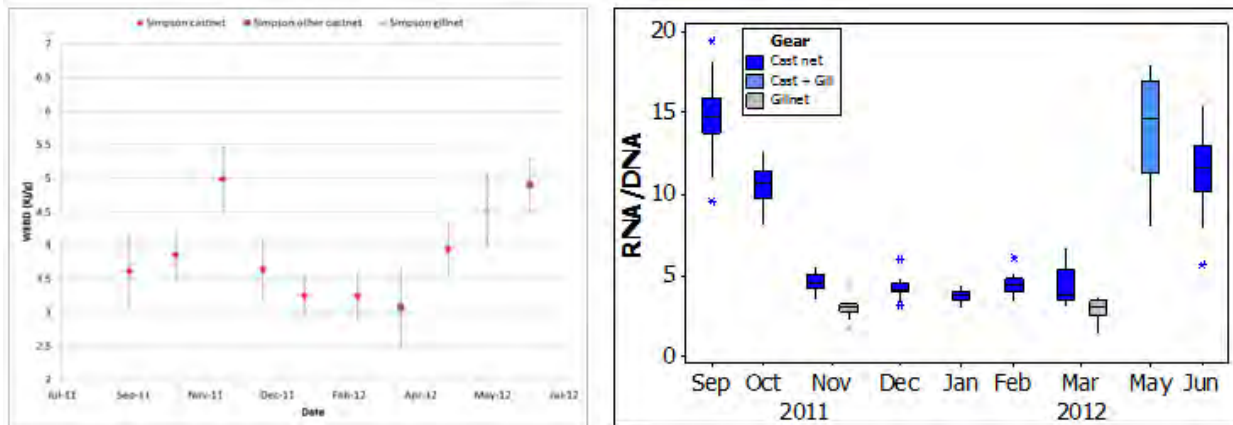 Simpson castnet Simpson other castnet Simpson gillnet
7
6.5
6
5.5
5
4.5
4
3.5
3
2.5
2
WBED (KJ/g)
Jul-11 Sep-11 Nov-11 Dec-11 Feb-12 Apr-12 May-12 Jul-12
Date
20
15
10
5
0
RNA/DNA
Gear
Cast net
Cast + Gill
Gillnet
Sep Oct Nov Dec Jan Feb Mar May Jun
2011 2012